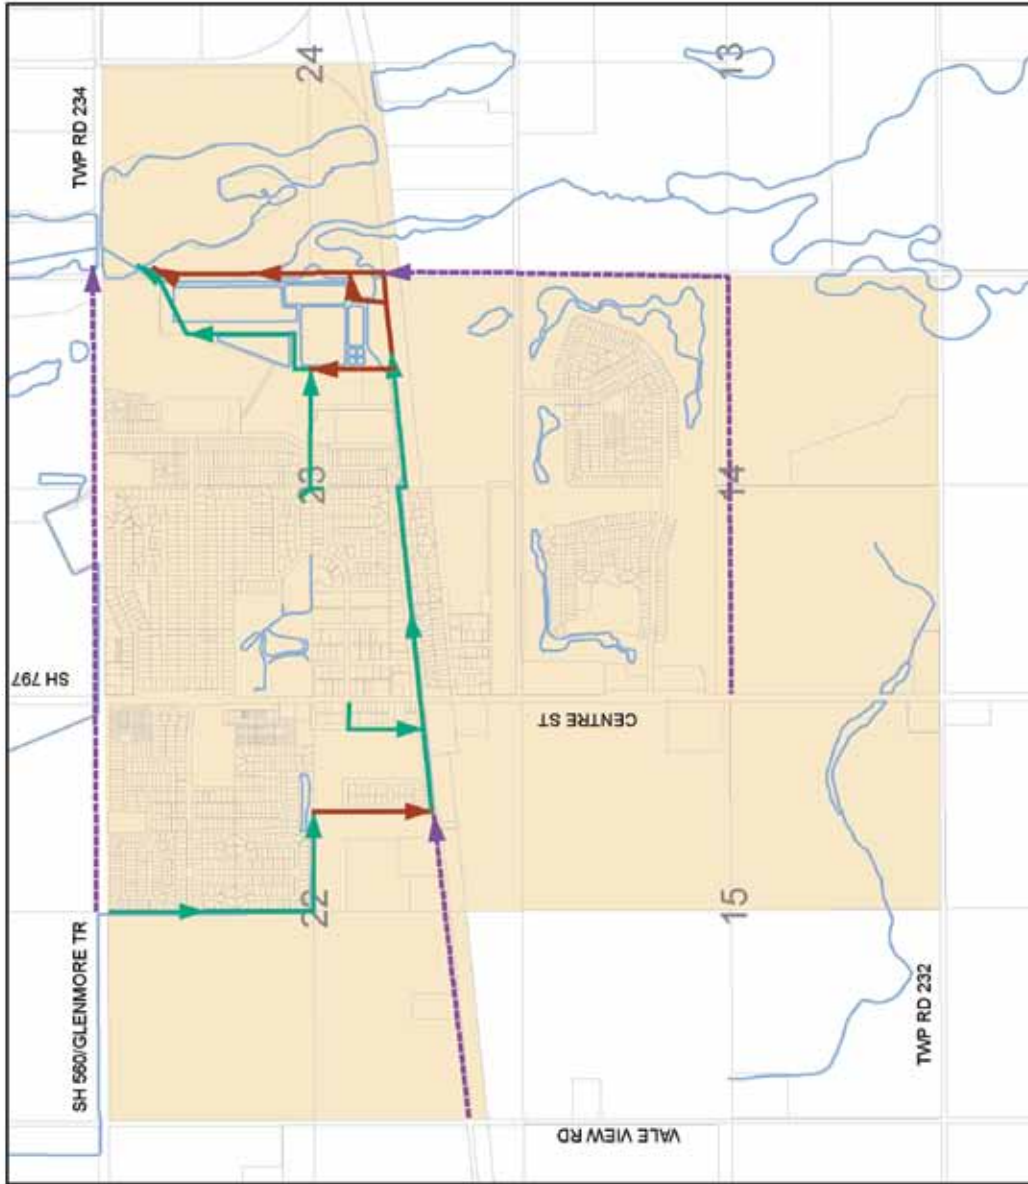 SH 560/GLENMORE TR
SH 797
TWP RD 234
22
23
24
VALE VIEW RD
CENTRE ST
15
14
13
TWP RD 232